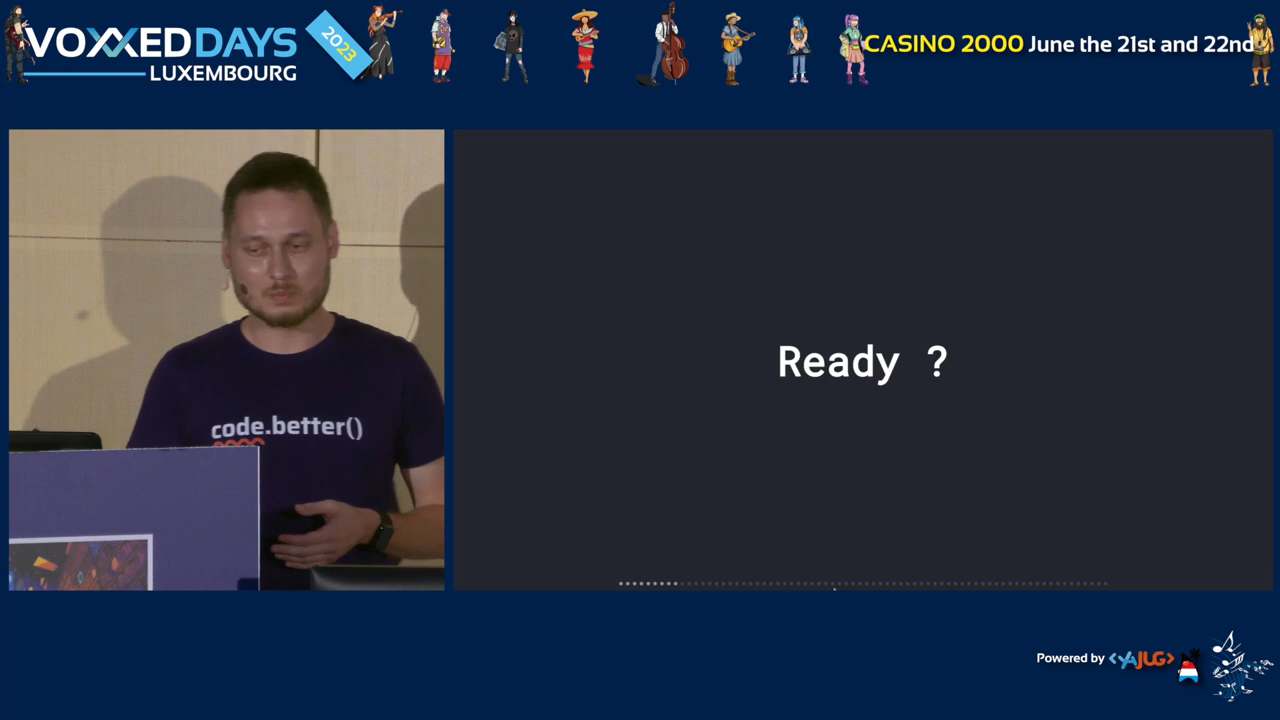 VOXXED DAYS
LUXEMBOURG
2023
CASINO 2000 June the 21st and 22nd
code.better()
Ready ?
Powered by <YAJUG>